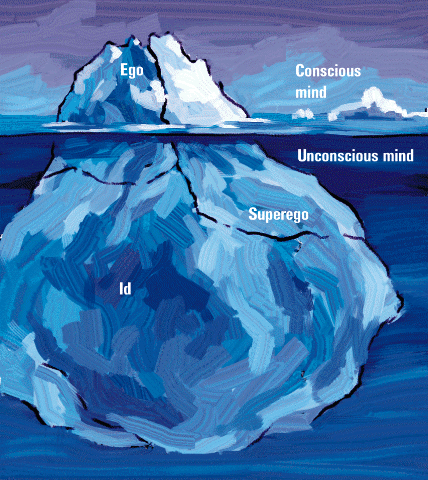 Ego
Conscious
mind
Unconscious mind
Superego
Id